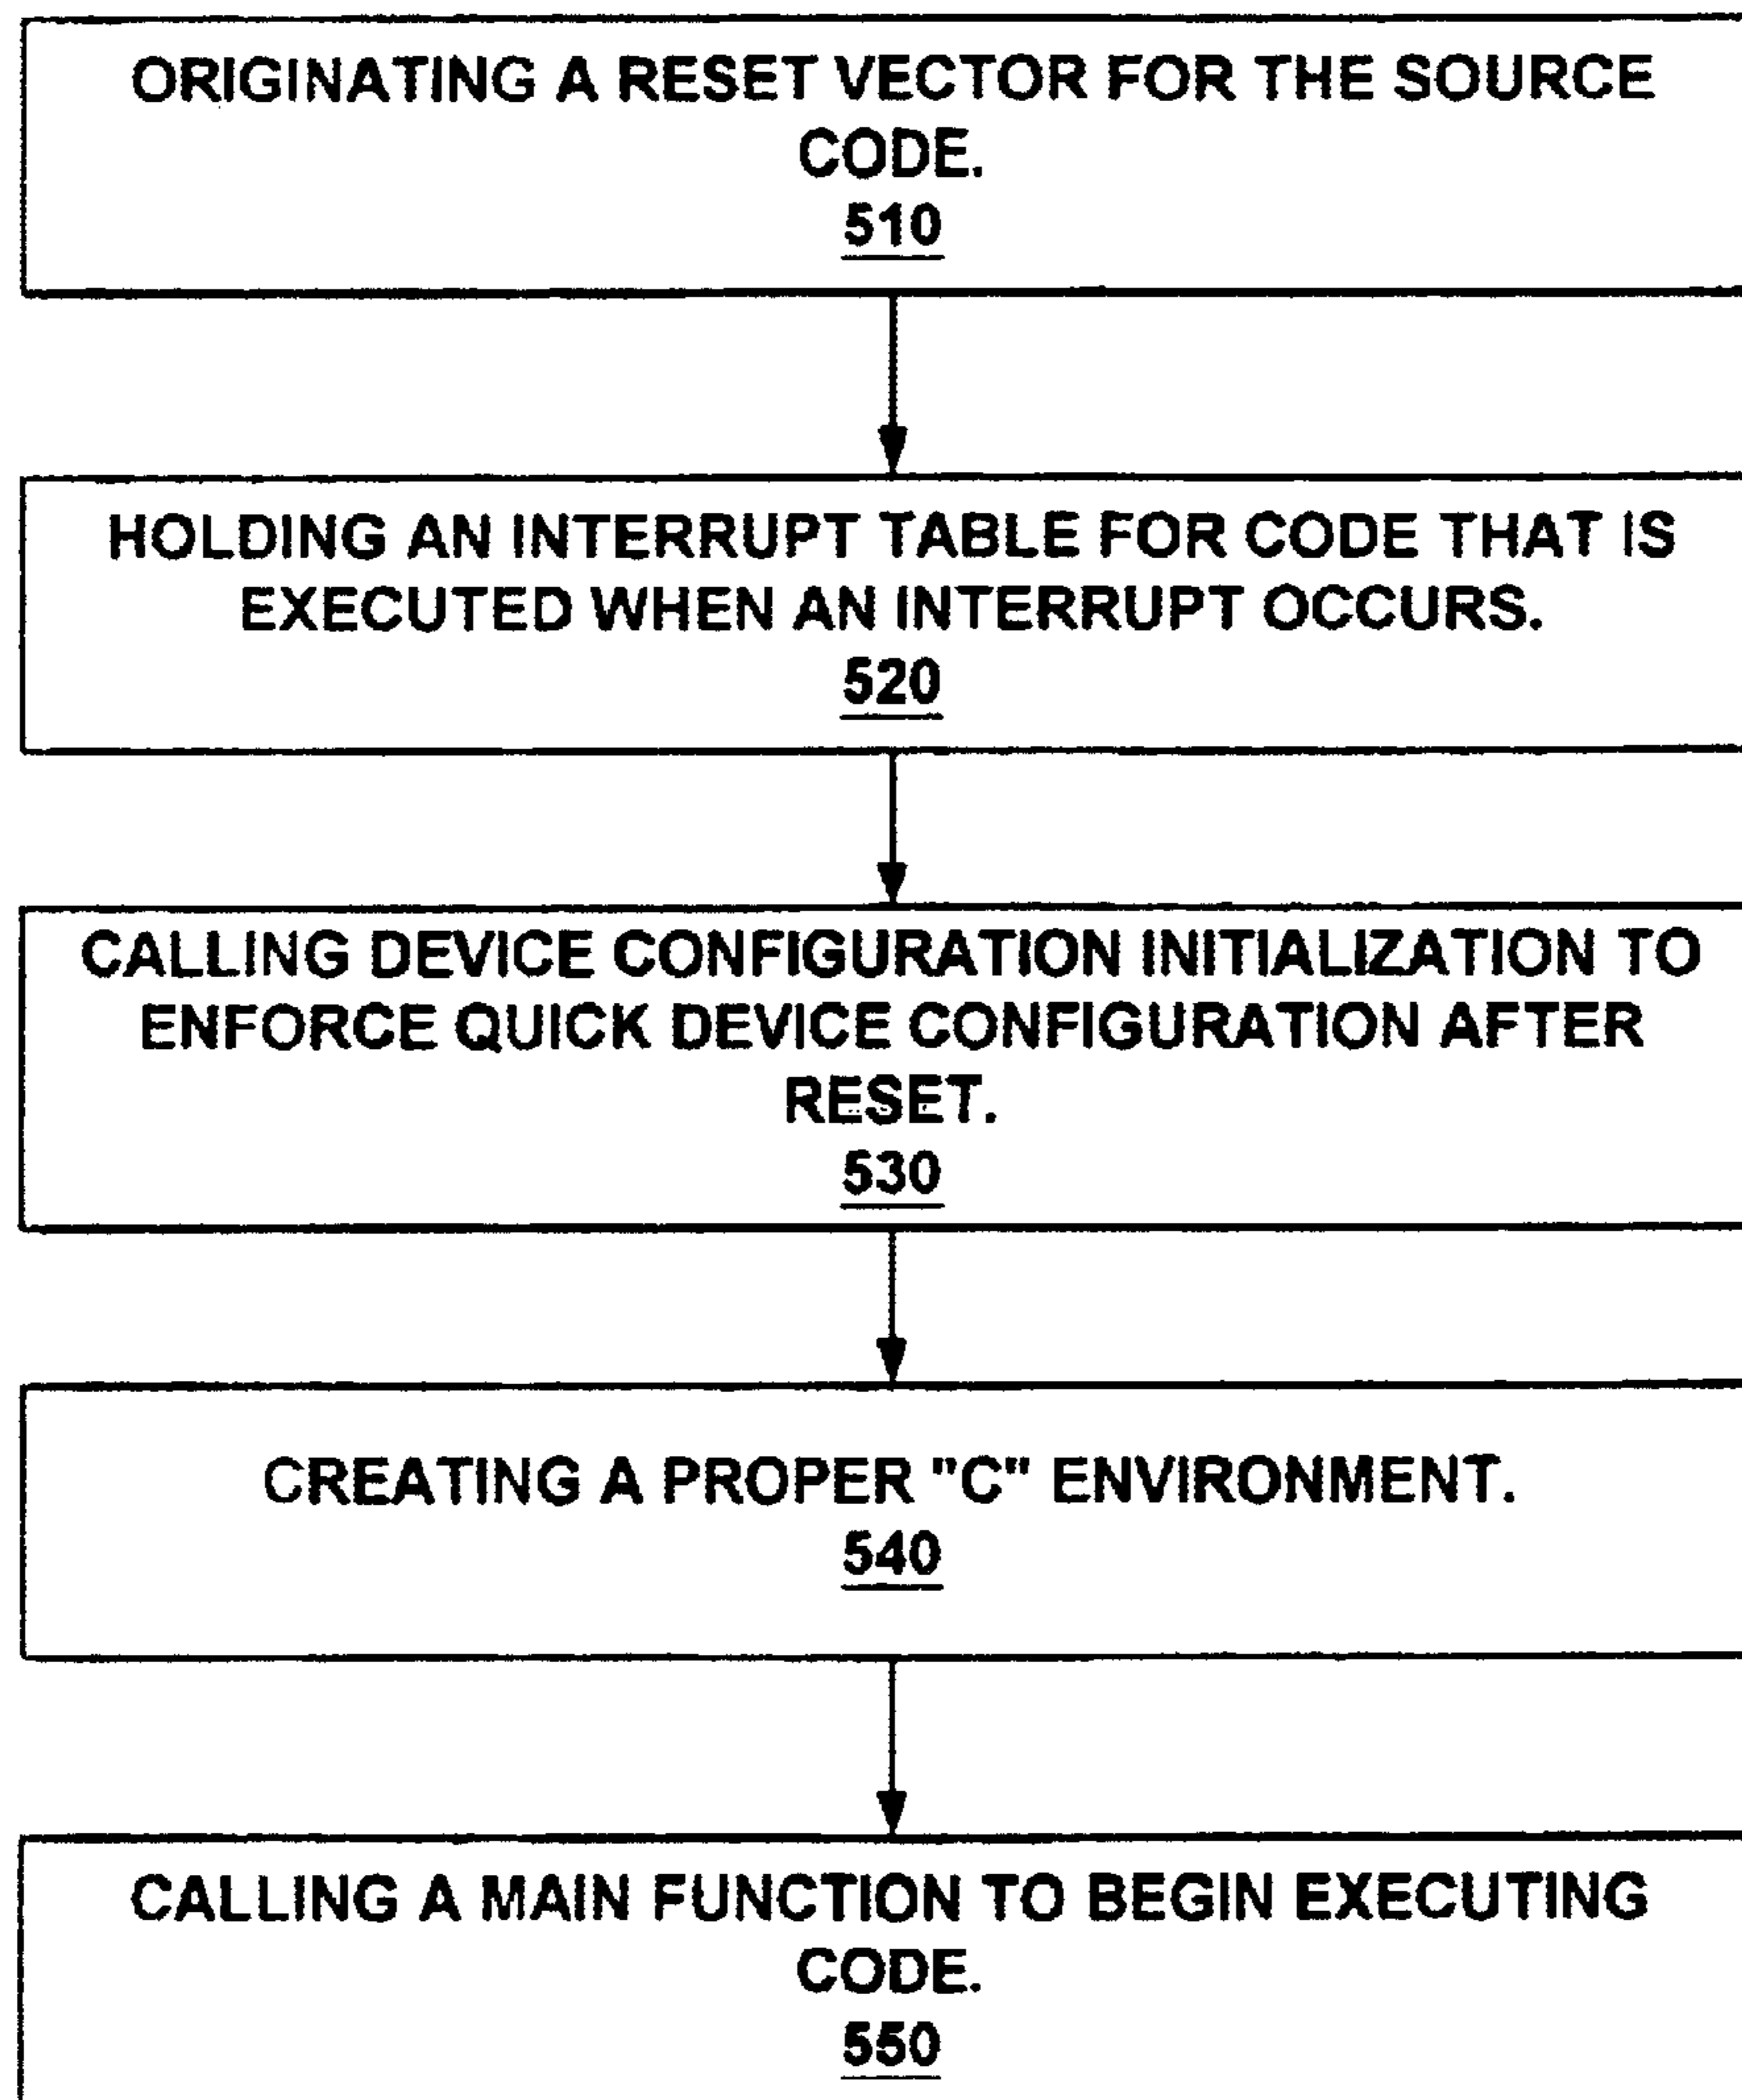 ORIGINATING A RESET VECTOR FOR THE SOURCE
CODE.
510
HOLDING AN INTERRUPT TABLE FOR CODE THAT IS
EXECUTED WHEN AN INTERRUPT OCCURS.
520
CALLING DEVICE CONFIGURATION INITIALIZATION TO
ENFORCE QUICK DEVICE CONFIGURATION AFTER
RESET.
530
CREATING A PROPER "C" ENVIRONMENT.
540
CALLING A MAIN FUNCTION TO BEGIN EXECUTING
CODE.
550